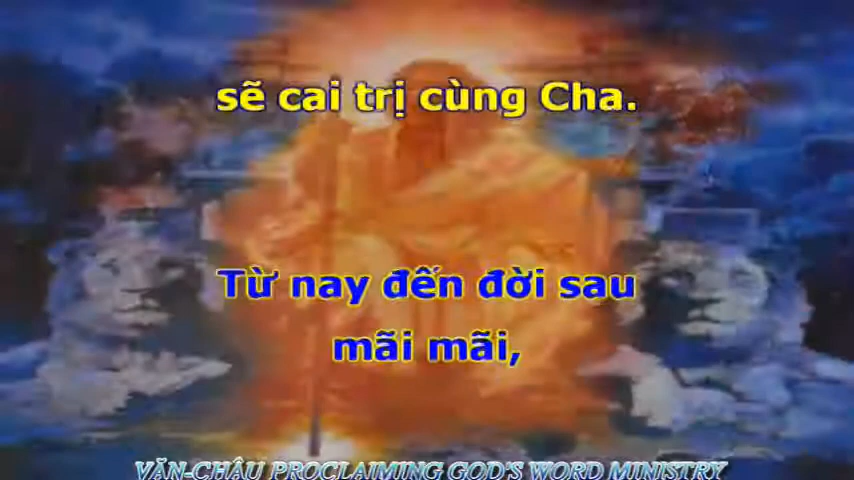 sẽ cai trị cùng Cha.
Từ nay đến đời sau
mãi mãi,
VĂN-CHÂU PROCLAIMING GOD'S WORD MINISTRY